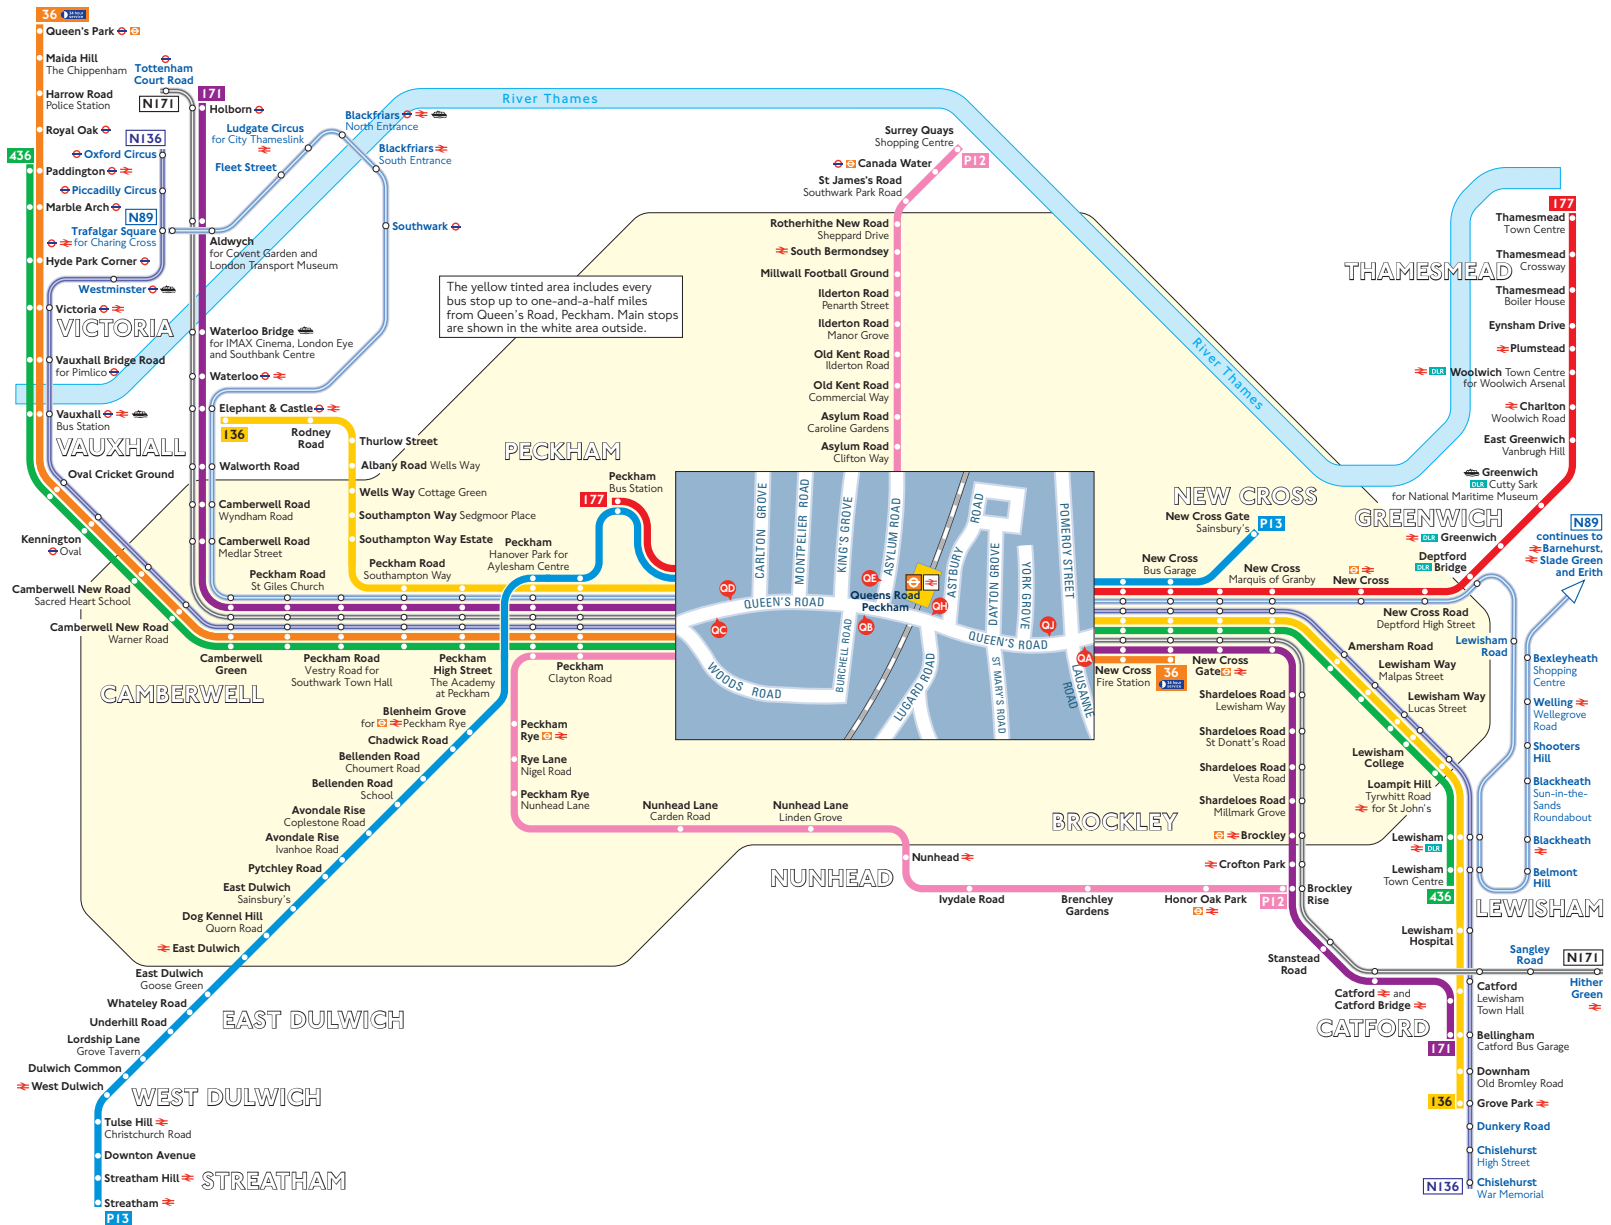 36
24 hour service
Queen's Park
Maida Hill
The Chippenham
Harrow Road
Police Station
Royal Oak
436
Paddington
Marble Arch
Hyde Park Corner
Victoria
VICTORIA
Vauxhall Bridge Road
for Pimlico
Vauxhall
Bus Station
VAUXHALL
Oval Cricket Ground
Kennington
Oval
Camberwell New Road
Sacred Heart School
Camberwell New Road
Warner Road
Tottenham
Court Road
N171
N136
Oxford Circus
Piccadilly Circus
N89
Trafalgar Square
for Charing Cross
Westminster
171
Holborn
Aldwych
for Covent Garden and
London Transport Museum
Waterloo Bridge
for IMAX Cinema, London Eye
and Southbank Centre
Waterloo
Elephant & Castle
136
Rodney
Road
Walworth Road
Camberwell Road
Wyndham Road
Camberwell Road
Medlar Street
Ludgate Circus
for City Thameslink
Fleet Street
Blackfriars
North Entrance
Blackfriars
South Entrance
Southwark
River Thames
The yellow tinted area includes every
bus stop up to one-and-a-half miles
from Queen's Road, Peckham. Main stops
are shown in the white area outside.
Thurlow Street
Albany Road Wells Way
Wells Way Cottage Green
Southampton Way Sedgmoor Place
Southampton Way Estate
Peckham Road
Southampton Way
Peckham Road
St Giles Church
PECKHAM
Peckham
Bus Station
177
Peckham
Hanover Park for
Aylesham Centre
Camberwell
Green
Peckham Road
Vestry Road for
Southwark Town Hall
Peckham
High Street
The Academy
at Peckham
Peckham
Clayton Road
CAMBERWELL
Blenheim Grove
for Peckham Rye
Chadwick Road
Bellenden Road
Choumert Road
Bellenden Road
School
Avondale Rise
Coplestone Road
Avondale Rise
Ivanhoe Road
Pytchley Road
East Dulwich
Sainsbury's
Dog Kennel Hill
Quorn Road
East Dulwich
East Dulwich
Goose Green
Whateley Road
Underhill Road
Lordship Lane
Grove Tavern
Dulwich Common
West Dulwich
EAST DULWICH
WEST DULWICH
Tulse Hill
Christchurch Road
Downton Avenue
Streatham Hill
STREATHAM
Streatham
P13
Peckham
Rye
Rye Lane
Nigel Road
Peckham Rye
Nunhead Lane
Nunhead Lane
Carden Road
Nunhead Lane
Linden Grove
Nunhead
NUNHEAD
Ivydale Road
Brenchley
Gardens
Honor Oak Park
P12
Surrey Quays
Shopping Centre
P12
Canada Water
St James's Road
Southwark Park Road
Rotherhithe New Road
Sheppard Drive
South Bermondsey
Millwall Football Ground
Ilderton Road
Penarth Street
Ilderton Road
Manor Grove
Old Kent Road
Ilderton Road
Old Kent Road
Commercial Way
Asylum Road
Caroline Gardens
Asylum Road
Clifton Way
River Thames
CARLTON GROVE
MONTPELIER ROAD
KING'S GROVE
ASYLUM ROAD
ASTBURY ROAD
DAYTON GROVE
YORK GROVE
POMEROY STREET
QUEEN'S ROAD
Queens Road
Peckham
QUEEN'S ROAD
WOODS ROAD
BURCHELL ROAD
LUGARD ROAD
ST MARY'S ROAD
LAUSANNE ROAD
QD
QC
QE
QB
QH
QJ
QA
NEW CROSS
New Cross Gate
Sainsbury's
P13
New Cross
Bus Garage
New Cross
Marquis of Granby
New Cross
Deptford
Bridge
New Cross Road
Deptford High Street
New Cross
Fire Station
36
24 hour service
New Cross
Gate
Shardeloes Road
Lewisham Way
Shardeloes Road
St Donatt's Road
Shardeloes Road
Vesta Road
Shardeloes Road
Millmark Grove
BROCKLEY
Brockley
Crofton Park
Brockley
Rise
Stanstead
Road
Catford and
Catford Bridge
CATFORD
171
Amersham Road
Lewisham Way
Malpas Street
Lewisham Way
Lucas Street
Lewisham
College
Loampit Hill
Tyrwhitt Road
for St John's
Lewisham
DLR
Lewisham
Town Centre
436
LEWISHAM
Lewisham
Hospital
Catford
Lewisham
Town Hall
Bellingham
Catford Bus Garage
Downham
Old Bromley Road
136
Grove Park
Dunkery Road
Chislehurst
High Street
N136
Chislehurst
War Memorial
Sangley
Road
N171
Hither
Green
THAMESMEAD
177
Thamesmead
Town Centre
Thamesmead
Crossway
Thamesmead
Boiler House
Eynsham Drive
Plumstead
DLR Woolwich Town Centre
for Woolwich Arsenal
Charlton
Woolwich Road
East Greenwich
Vanbrugh Hill
Greenwich
DLR Cutty Sark
for National Maritime Museum
GREENWICH
DLR Greenwich
DLR
N89
continues to
Barnehurst,
Slade Green
and Erith
Lewisham
Road
Bexleyheath
Shopping
Centre
Welling
Wellegrove
Road
Shooters
Hill
Blackheath
Sun-in-the-
Sands
Roundabout
Blackheath
Belmont
Hill